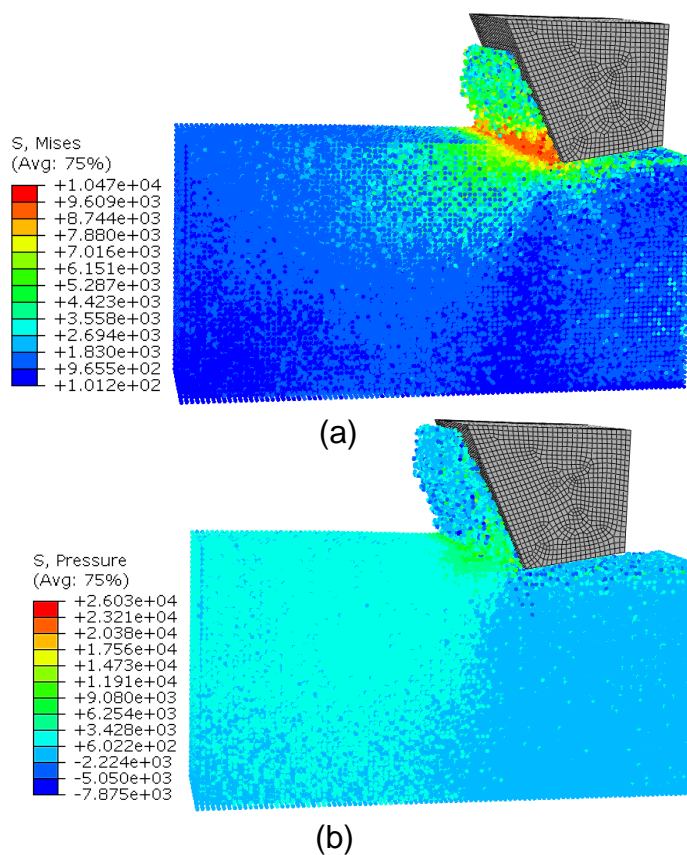 S, Mises
(Avg: 75%)
+1.047e+04
+9.609e+03
+8.744e+03
+7.880e+03
+7.016e+03
+6.151e+03
+5.287e+03
+4.423e+03
+3.558e+03
+2.694e+03
+1.830e+03
+9.655e+02
+1.012e+02
(a)
S, Pressure
(Avg: 75%)
+2.603e+04
+2.321e+04
+2.038e+04
+1.756e+04
+1.473e+04
+1.191e+04
+9.080e+03
+6.254e+03
+3.428e+03
+6.022e+02
-2.224e+03
-5.050e+03
-7.875e+03
(b)